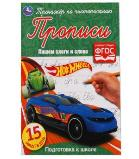 Тренажёр по чистописанию
Прописи
Пишем слоги и слова
ФГОС
Hot Wheels
15
Подготовка к школе